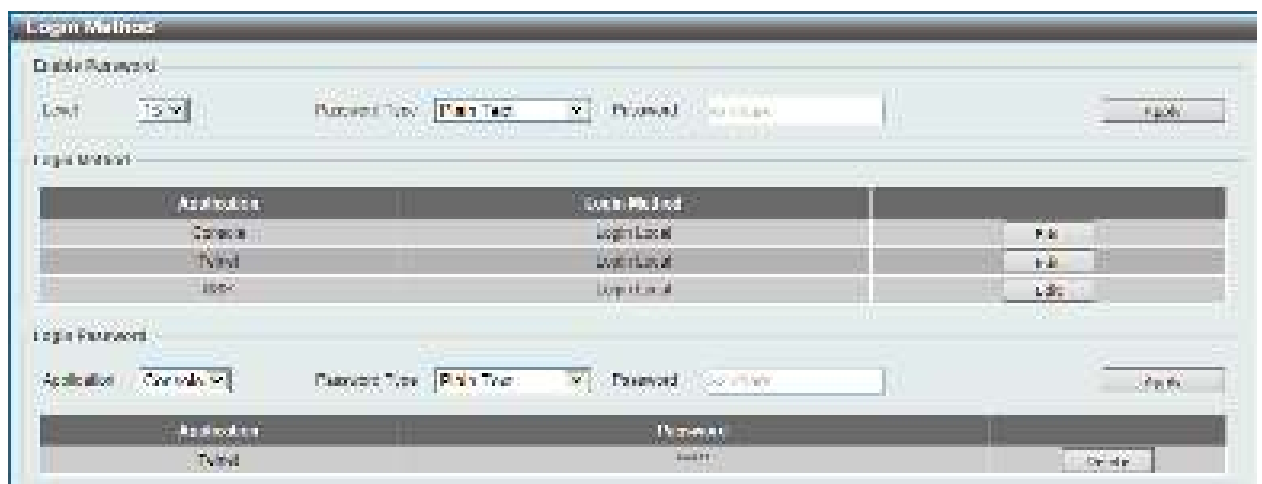 Login Method
Enable Password
Level 15 Password Type Plain Text Password Apply
Login Method
Application Login Method
Console Login Local Edit
Telnet Login Local Edit
Login Local Edit
Login Password
Application Console Password Type Plain Text Password Apply
Application Password
Telnet ****** Delete